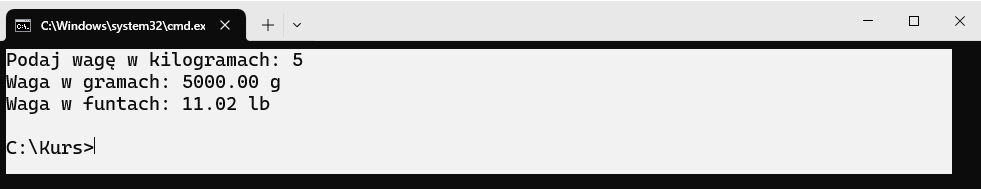 C:\Windows\system32\cmd.ex
Podaj wagę w kilogramach: 5
Waga w gramach: 5000.00 g
Waga w funtach: 11.02 lb
C:\Kurs>